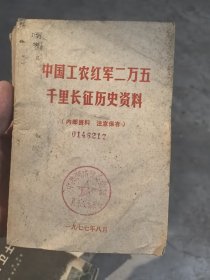 中国工农红军二万五
千里长征历史资料
（内部资料 注意保存）
0146212
一九七七年八月